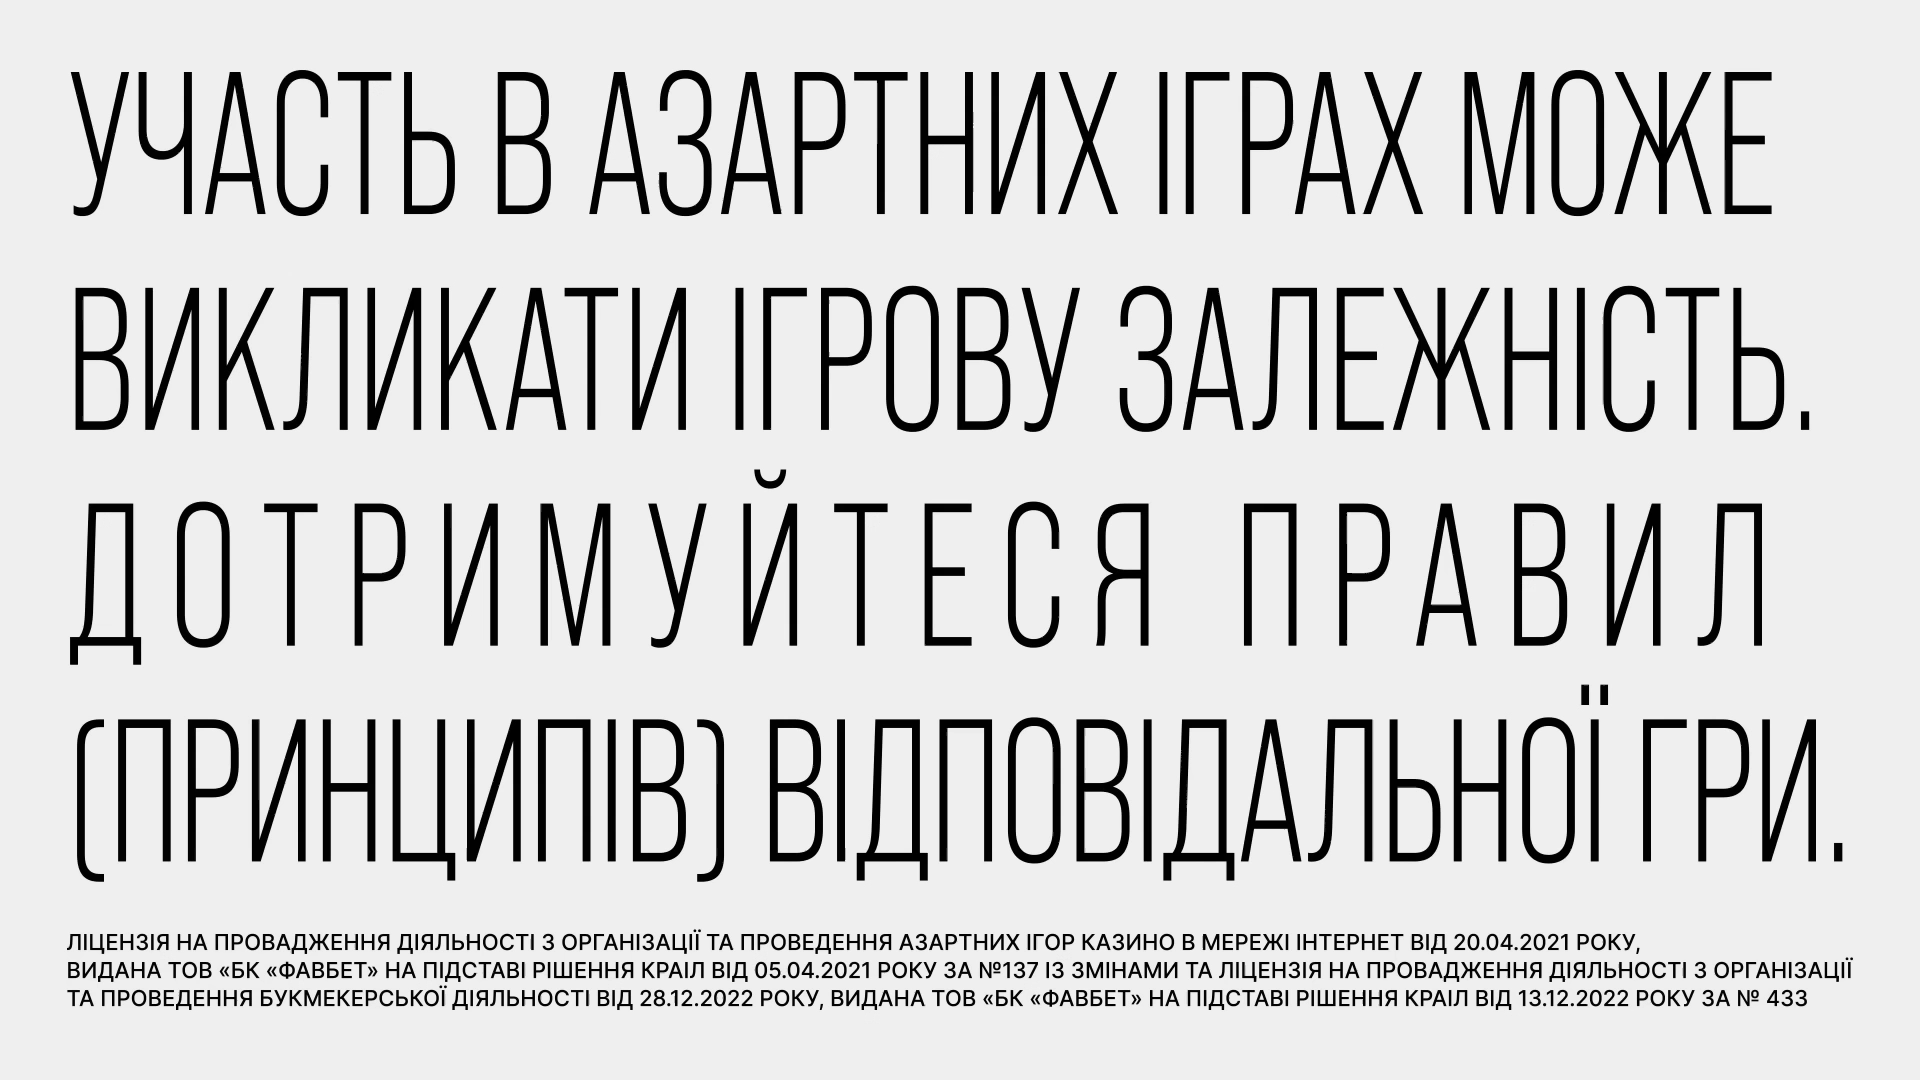 УЧАСТЬ В АЗАРТНИХ ІГРАХ МОЖЕ
ВИКЛИКАТИ ІГРОВУ ЗАЛЕЖНІСТЬ.
ДОТРИМУЙТЕСЯ ПРАВИЛ
(ПРИНЦИПІВ) ВІДПОВІДАЛЬНОЇ ГРИ.
ЛІЦЕНЗІЯ НА ПРОВАДЖЕННЯ ДІЯЛЬНОСТІ З ОРГАНІЗАЦІЇ ТА ПРОВЕДЕННЯ АЗАРТНИХ ІГОР КАЗИНО В МЕРЕЖІ ІНТЕРНЕТ ВІД 20.04.2021 РОКУ,
ВИДАНА ТОВ «БК «ФАВБЕТ» НА ПІДСТАВІ РІШЕННЯ КРАІЛ ВІД 05.04.2021 РОКУ ЗА №137 ІЗ ЗМІНАМИ ТА ЛІЦЕНЗІЯ НА ПРОВАДЖЕННЯ ДІЯЛЬНОСТІ З ОРГАНІЗАЦІЇ
ТА ПРОВЕДЕННЯ БУКМЕКЕРСЬКОЇ ДІЯЛЬНОСТІ ВІД 28.12.2022 РОКУ, ВИДАНА ТОВ «БК «ФАВБЕТ» НА ПІДСТАВІ РІШЕННЯ КРАІЛ ВІД 13.12.2022 РОКУ ЗА № 433